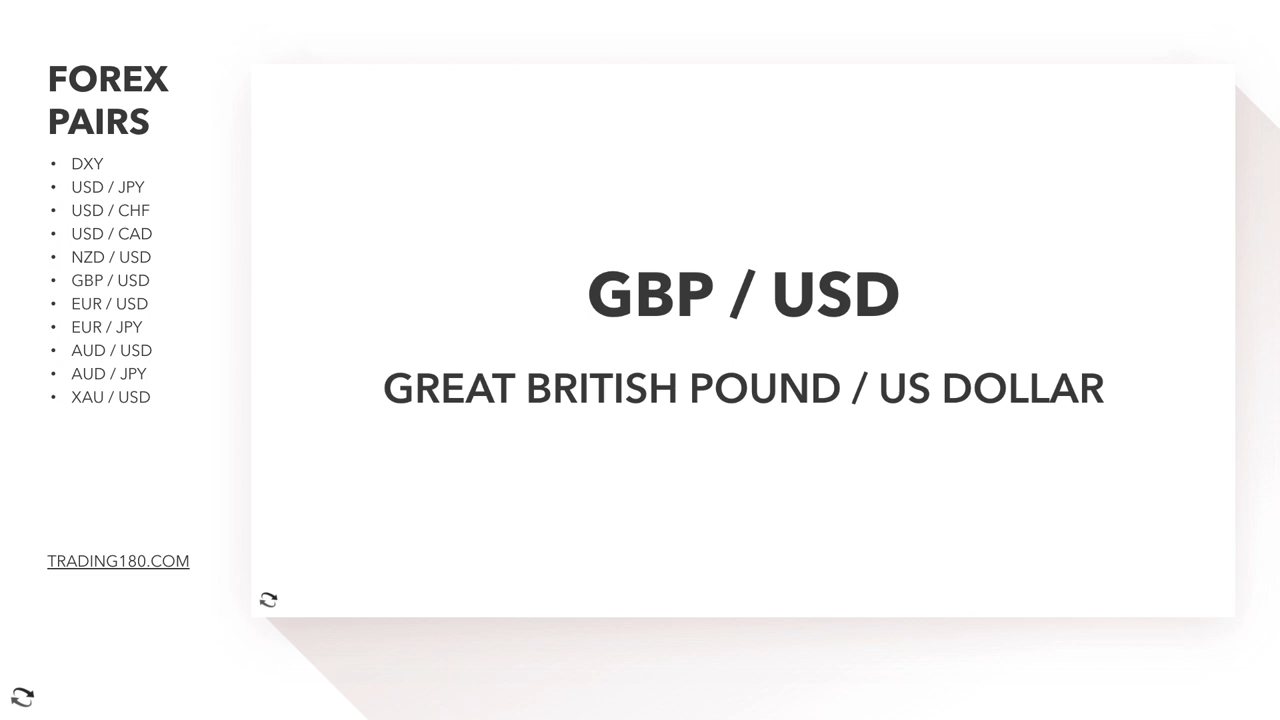 FOREX
PAIRS
• DXY
• USD / JPY
• USD / CHF
• USD / CAD
• NZD / USD
• GBP / USD
• EUR / USD
• EUR / JPY
• AUD / USD
• AUD / JPY
• XAU / USD
TRADING180.COM
GBP / USD
GREAT BRITISH POUND / US DOLLAR